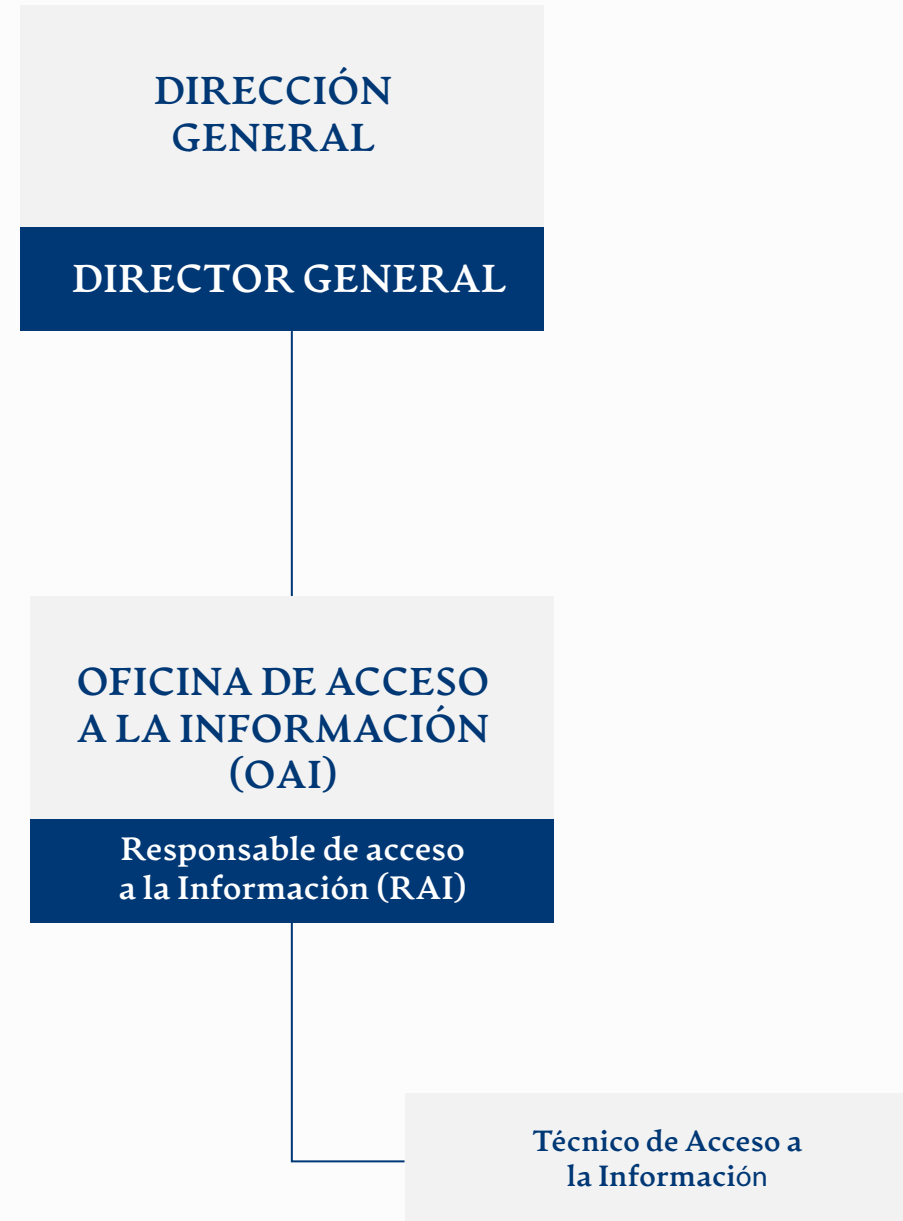 DIRECCIÓN
GENERAL
DIRECTOR GENERAL
OFICINA DE ACCESO
A LA INFORMACIÓN
(OAI)
Responsable de acceso
a la Información (RAI)
Técnico de Acceso a
la Información